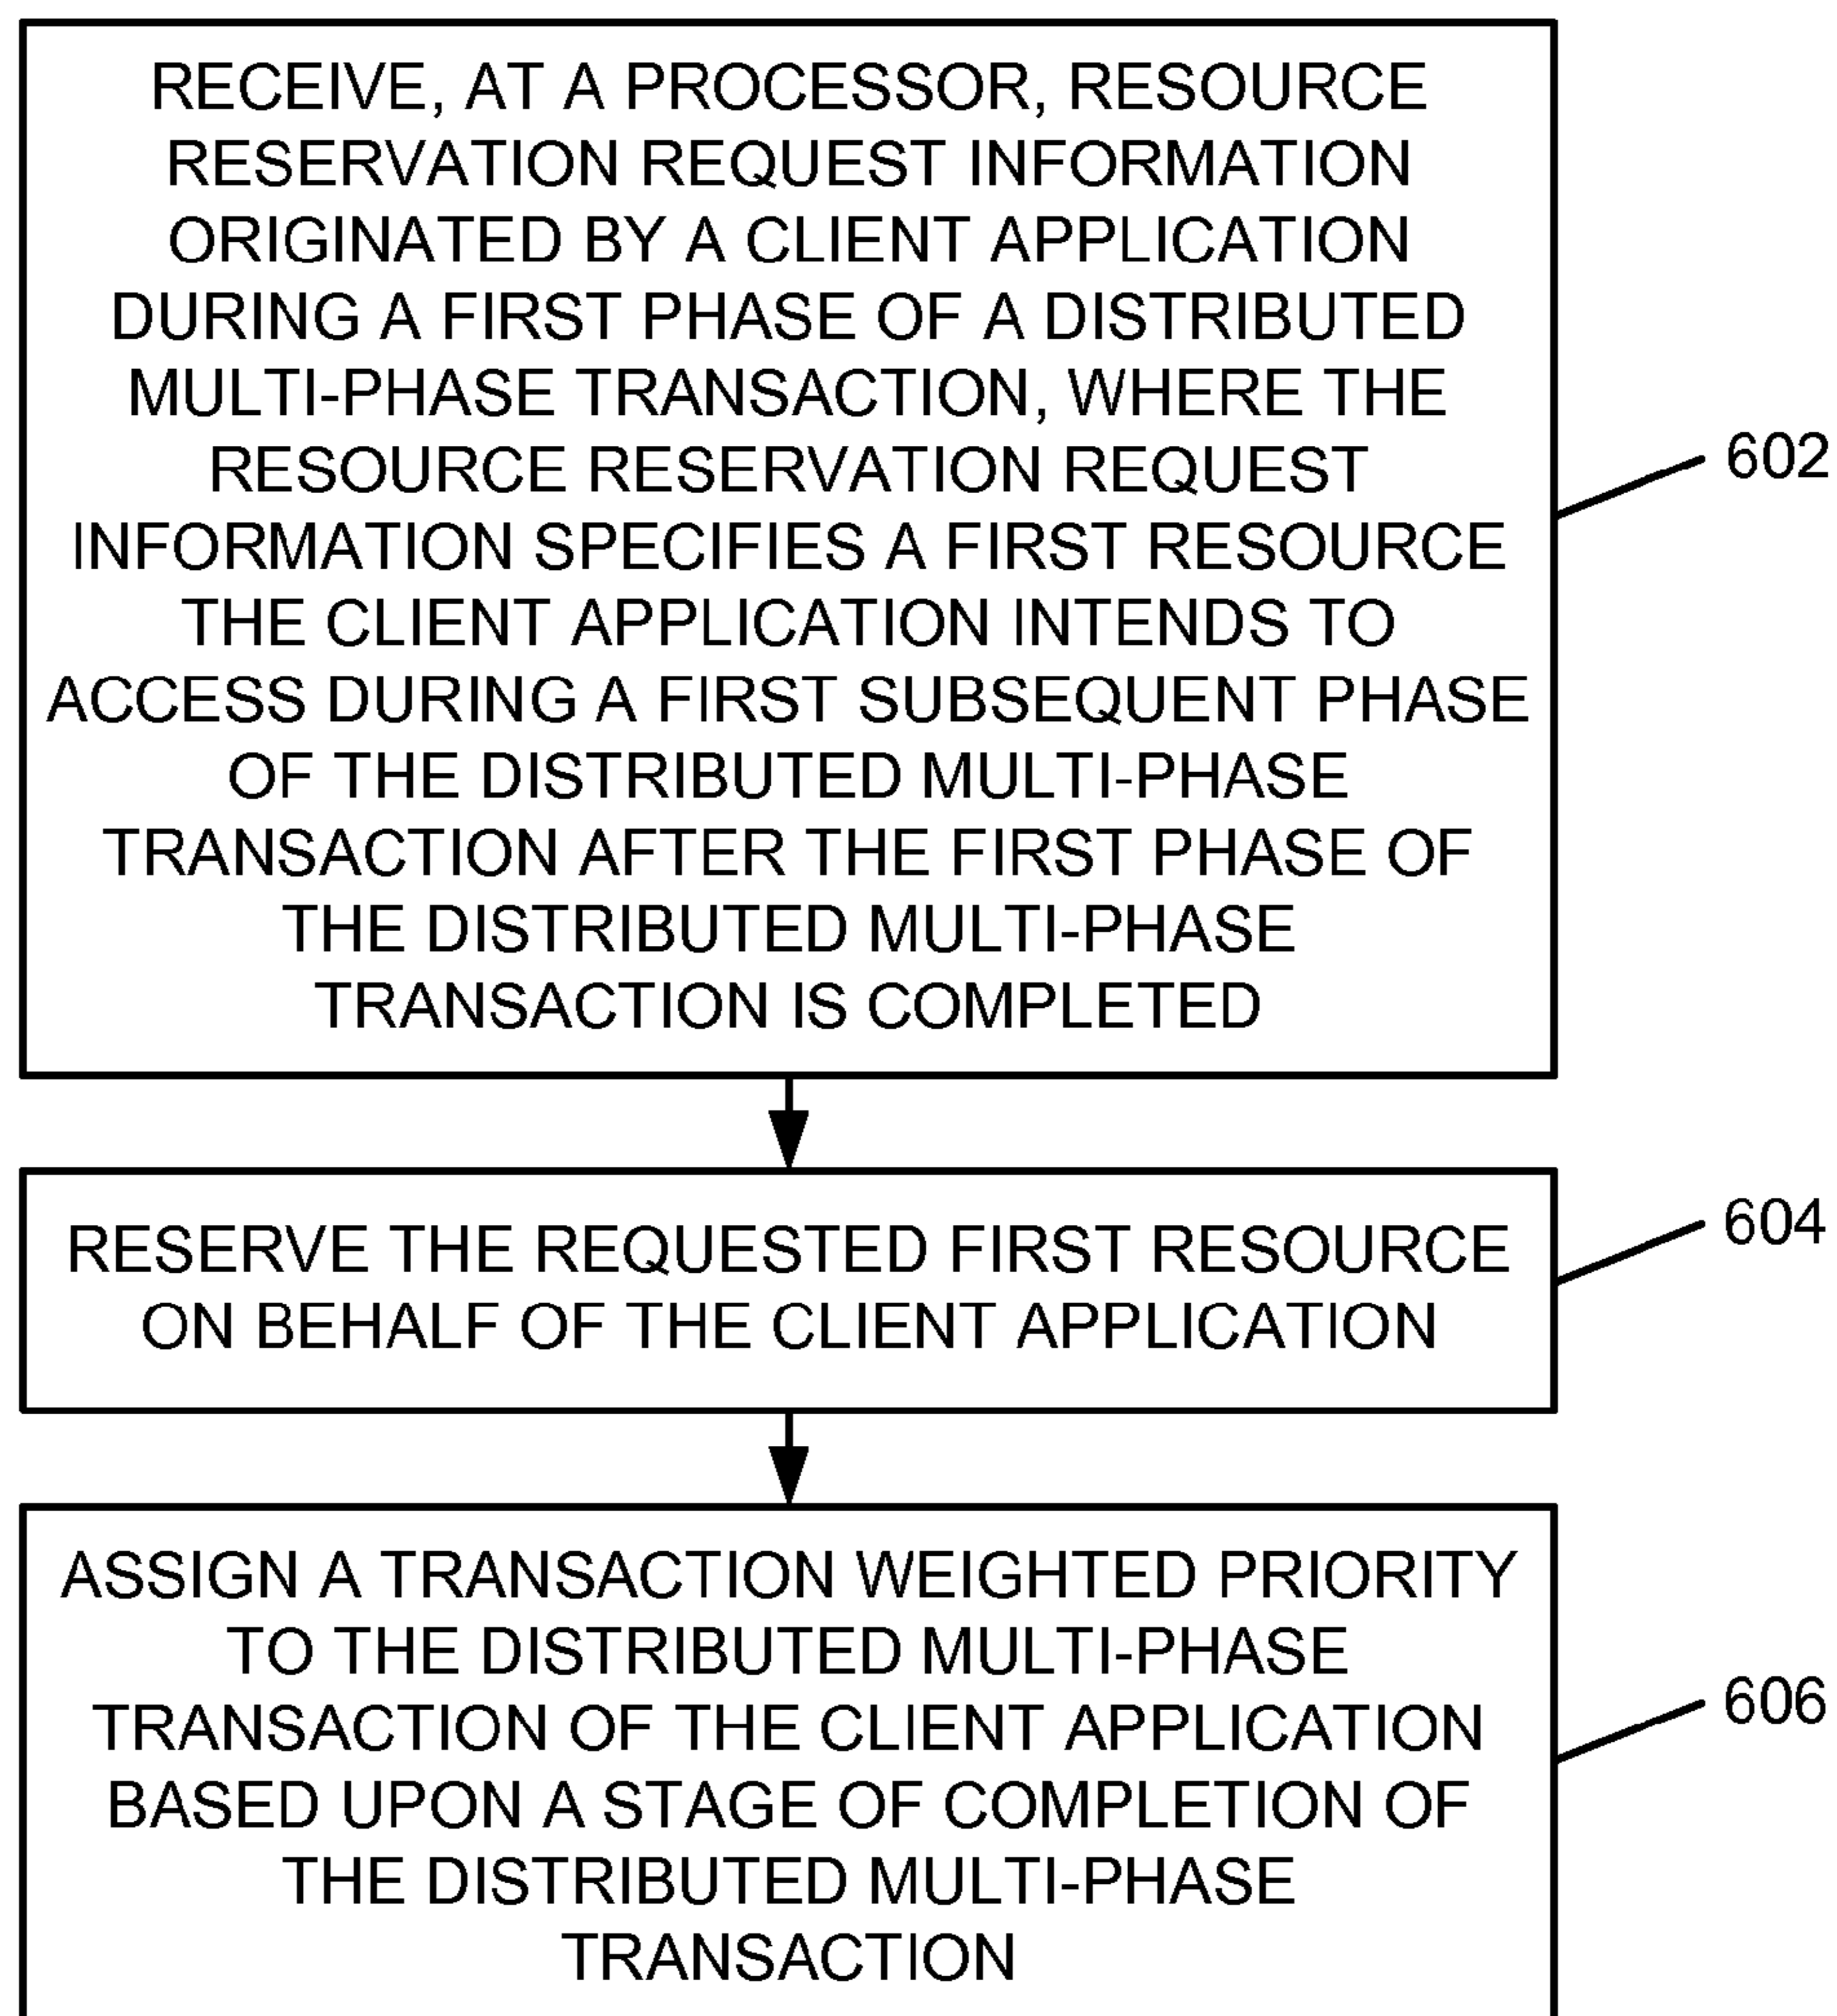 RECEIVE, AT A PROCESSOR, RESOURCE
RESERVATION REQUEST INFORMATION
ORIGINATED BY A CLIENT APPLICATION
DURING A FIRST PHASE OF A DISTRIBUTED
MULTI-PHASE TRANSACTION, WHERE THE
RESOURCE RESERVATION REQUEST
INFORMATION SPECIFIES A FIRST RESOURCE
THE CLIENT APPLICATION INTENDS TO
ACCESS DURING A FIRST SUBSEQUENT PHASE
OF THE DISTRIBUTED MULTI-PHASE
TRANSACTION AFTER THE FIRST PHASE OF
THE DISTRIBUTED MULTI-PHASE
TRANSACTION IS COMPLETED
602
RESERVE THE REQUESTED FIRST RESOURCE
ON BEHALF OF THE CLIENT APPLICATION
604
ASSIGN A TRANSACTION WEIGHTED PRIORITY
TO THE DISTRIBUTED MULTI-PHASE
TRANSACTION OF THE CLIENT APPLICATION
BASED UPON A STAGE OF COMPLETION OF
THE DISTRIBUTED MULTI-PHASE
TRANSACTION
606